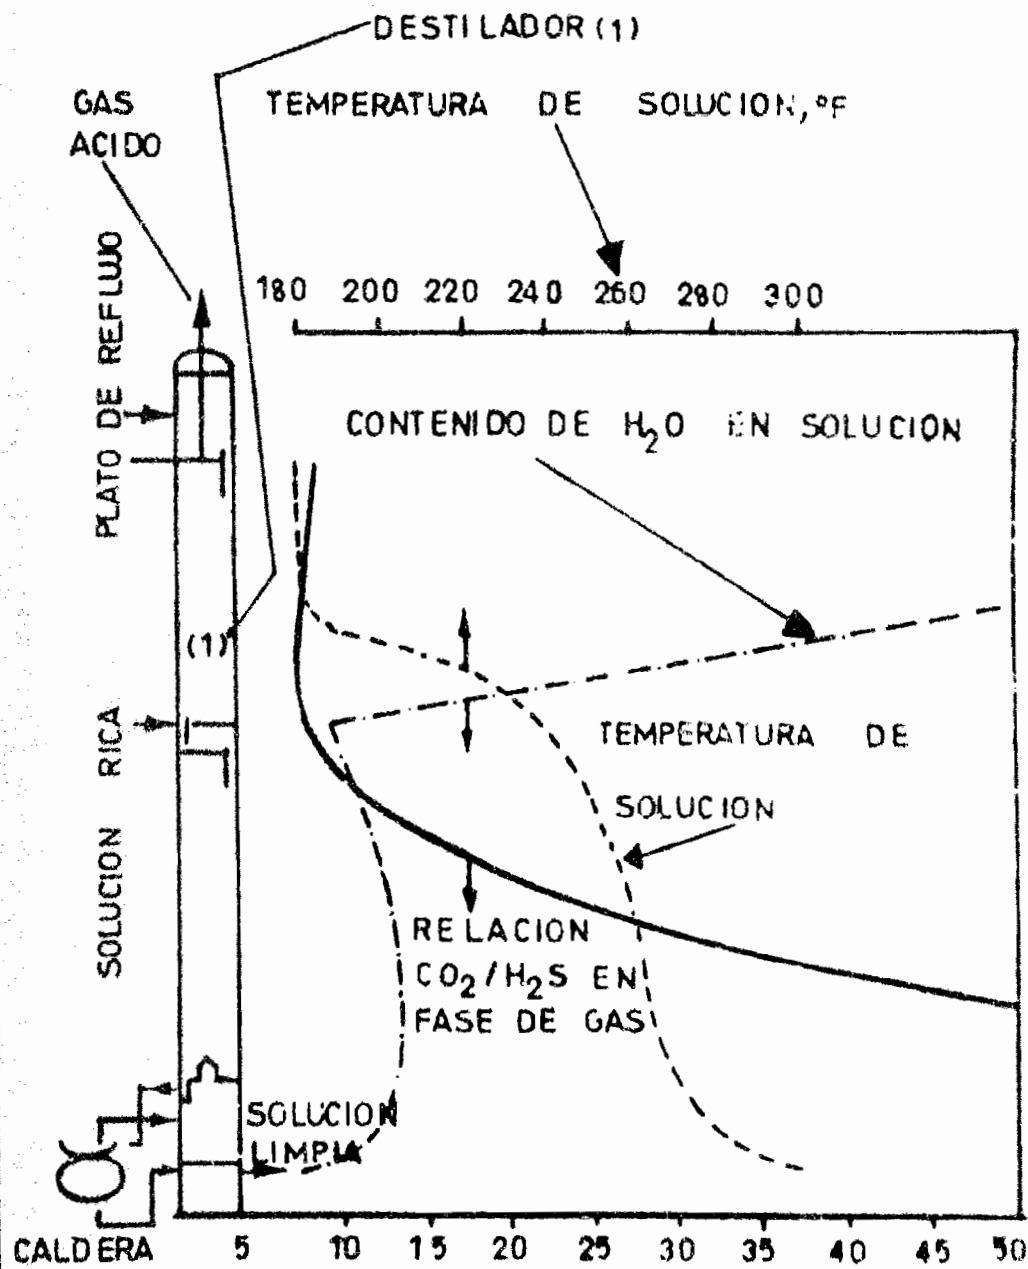 DESTILADOR (1)
GAS
ACIDO
TEMPERATURA DE SOLUCION, °F
PLATO DE REFLUJO
180 200 220 240 260 280 300
CONTENIDO DE H₂O EN SOLUCION
(1)
SOLUCION RICA
TEMPERATURA DE
SOLUCION
RELACION
CO₂/H₂S EN
FASE DE GAS
SOLUCION
LIMPIA
CALDERA
5 10 15 20 25 30 35 40 45 50